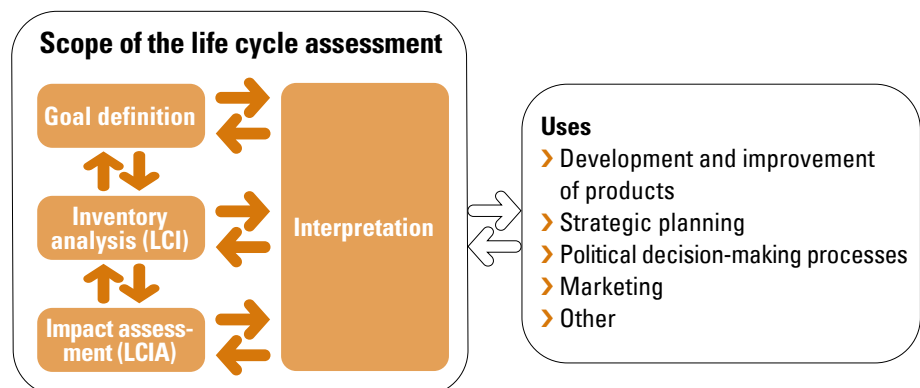 Scope of the life cycle assessment
Goal definition
Inventory
analysis (LCI)
Impact assess-
ment (LCIA)
Interpretation
Uses
❯ Development and improvement
of products
❯ Strategic planning
❯ Political decision-making processes
❯ Marketing
❯ Other